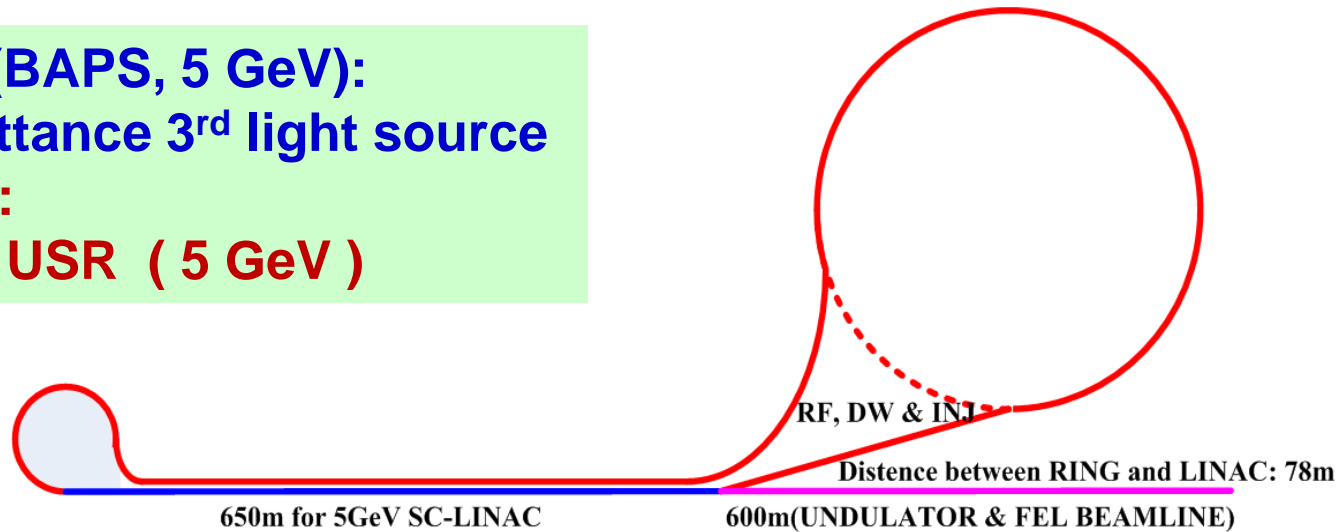 (BAPS, 5 GeV):
ttance 3rd light source
:
USR ( 5 GeV )
RF, DW & INJ
Distence between RING and LINAC: 78m
650m for 5GeV SC-LINAC
600m(UNDULATOR & FEL BEAMLINE)